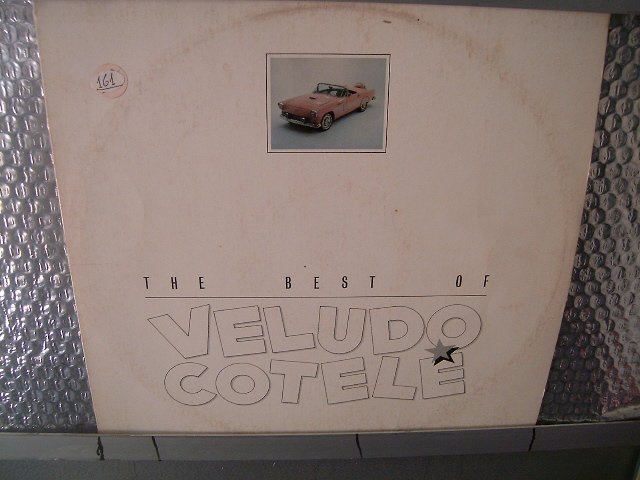 161
THE BEST OF
VELUDO
COTELÊ